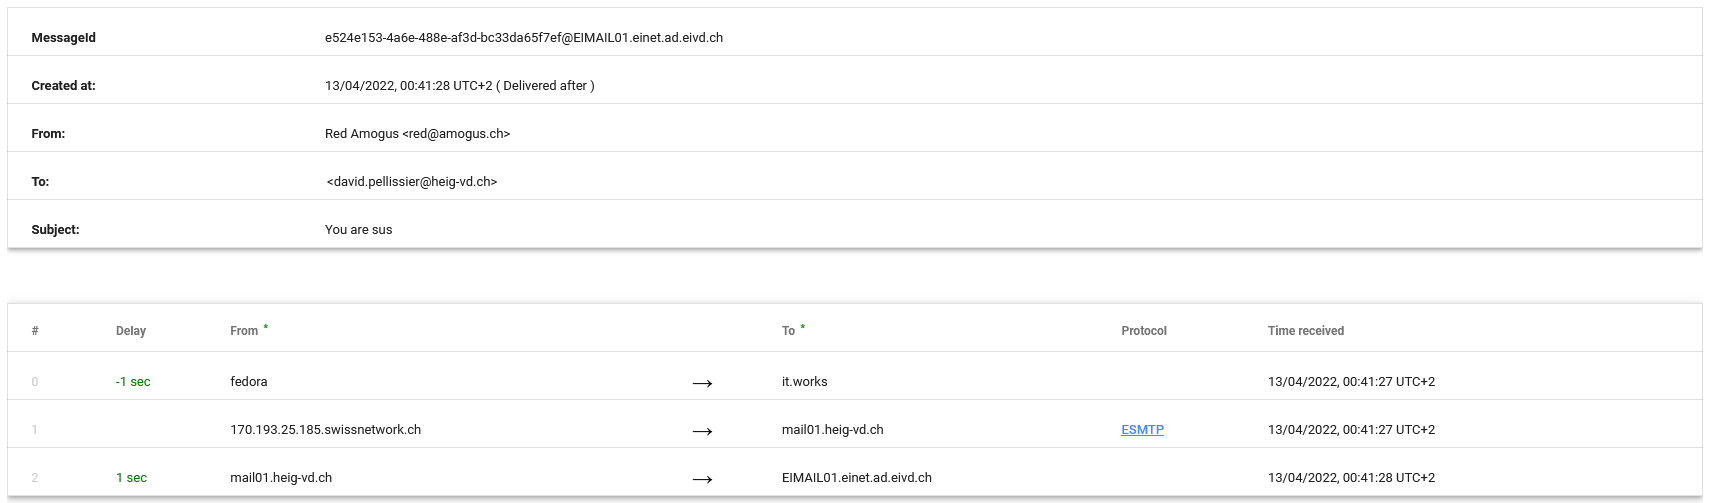 MessageId e524e153-4a6e-488e-af3d-bc33da65f7ef@EIMAIL01.einet.ad.eivd.ch
Created at: 13/04/2022, 00:41:28 UTC+2 ( Delivered after )
From: Red Amogus <red@amogus.ch>
To: <david.pellissier@heig-vd.ch>
Subject: You are sus
# Delay From * To * Protocol Time received
0 -1 sec fedora → it.works 13/04/2022, 00:41:27 UTC+2
1 170.193.25.185.swissnetwork.ch → mail01.heig-vd.ch ESMTP 13/04/2022, 00:41:27 UTC+2
2 1 sec mail01.heig-vd.ch → EIMAIL01.einet.ad.eivd.ch 13/04/2022, 00:41:28 UTC+2